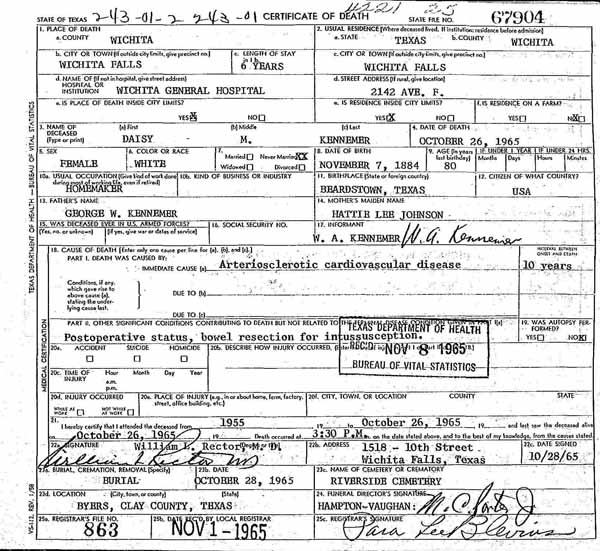 STATE OF TEXAS 243-01-2 243-01 CERTIFICATE OF DEATH 4221 25 STATE FILE NO. 67904
1. PLACE OF DEATH
a. COUNTY WICHITA
2. USUAL RESIDENCE (Where deceased lived. If institution: residence before admission)
a. STATE TEXAS b. COUNTY WICHITA
b. CITY OR TOWN (If outside city limits, give precinct no.) WICHITA FALLS
c. LENGTH OF STAY in 1b 6 YEARS
c. CITY OR TOWN (If outside city limits, give precinct no.) WICHITA FALLS
d. NAME OF (If not in hospital, give street address) HOSPITAL OR INSTITUTION WICHITA GENERAL HOSPITAL
d. STREET ADDRESS (If rural, give location) 2142 AVE. F.
e. IS PLACE OF DEATH INSIDE CITY LIMITS? YES X NO
e. IS RESIDENCE INSIDE CITY LIMITS? YES X NO
f. IS RESIDENCE ON A FARM? YES NO X
3. NAME OF DECEASED (Type or print) (a) First DAISY (b) Middle M. (c) Last KENNEMER
4. DATE OF DEATH OCTOBER 26, 1965
5. SEX FEMALE
6. COLOR OR RACE WHITE
7. Married Never Married XX
Widowed Divorced
8. DATE OF BIRTH NOVEMBER 7, 1884
9. AGE (In years last birthday) 80
IF UNDER 1 YEAR Months Days
IF UNDER 24 HRS. Hours Min.
10a. USUAL OCCUPATION (Give kind of work done during most of working life, even if retired) HOMEMAKER
10b. KIND OF BUSINESS OR INDUSTRY
11. BIRTHPLACE (State or foreign country) BEARDSTOWN, TEXAS
12. CITIZEN OF WHAT COUNTRY? USA
13. FATHER'S NAME GEORGE W. KENNEMER
14. MOTHER'S MAIDEN NAME HATTIE LEE JOHNSON
15. WAS DECEASED EVER IN U.S. ARMED FORCES?
(Yes, no, or unknown) (If yes, give war or dates of service)
16. SOCIAL SECURITY NO.
17. INFORMANT W. A. KENNEMER W. A. Kennemer
18. CAUSE OF DEATH [Enter only one cause per line for (a), (b), and (c).]
INTERVAL BETWEEN ONSET AND DEATH
PART I. DEATH WAS CAUSED BY:
IMMEDIATE CAUSE (a) Arteriosclerotic cardiovascular disease 10 years
Conditions, if any, which gave rise to above cause (a), stating the underlying cause last.
DUE TO (b)
DUE TO (c)
PART II. OTHER SIGNIFICANT CONDITIONS CONTRIBUTING TO DEATH BUT NOT RELATED TO THE TERMINAL DISEASE CONDITION GIVEN IN PART I(a)
Postoperative status, bowel resection for intussusception.
19. WAS AUTOPSY PERFORMED? YES NO X
TEXAS DEPARTMENT OF HEALTH
REC'D NOV 8 1965
BUREAU OF VITAL STATISTICS
20a. ACCIDENT SUICIDE HOMICIDE
20b. DESCRIBE HOW INJURY OCCURRED.
20c. TIME OF INJURY Hour Month Day Year
a.m.
p.m.
20d. INJURY OCCURRED
WHILE AT WORK NOT WHILE AT WORK
20e. PLACE OF INJURY (e.g., in or about home, farm, factory, street, office building, etc.)
20f. CITY, TOWN, OR LOCATION COUNTY STATE
21. I hereby certify that I attended the deceased from 1955 19 to October 26, 1965 19 and last saw the deceased alive
on October 26, 1965 19 Death occurred at 3:30 P.M. on the date stated above, and to the best of my knowledge, from the causes stated.
22a. SIGNATURE William L. Rector, M. D. (Degree or title)
William L Rector MD
22b. ADDRESS 1518 - 10th Street
Wichita Falls, Texas
22c. DATE SIGNED 10/28/65
23a. BURIAL, CREMATION, REMOVAL (Specify) BURIAL
23b. DATE OCTOBER 28, 1965
23c. NAME OF CEMETERY OR CREMATORY RIVERSIDE CEMETERY
23d. LOCATION (City, town, or county) (State) BYERS, CLAY COUNTY, TEXAS
24. FUNERAL DIRECTOR'S SIGNATURE
HAMPTON-VAUGHAN:
25a. REGISTRAR'S FILE NO. 863
25b. DATE REC'D BY LOCAL REGISTRAR NOV 1-1965
25c. REGISTRAR'S SIGNATURE Sara Lee Blevins
TEXAS DEPARTMENT OF HEALTH — BUREAU OF VITAL STATISTICS
MEDICAL CERTIFICATION
VS-112, REV. 1/58